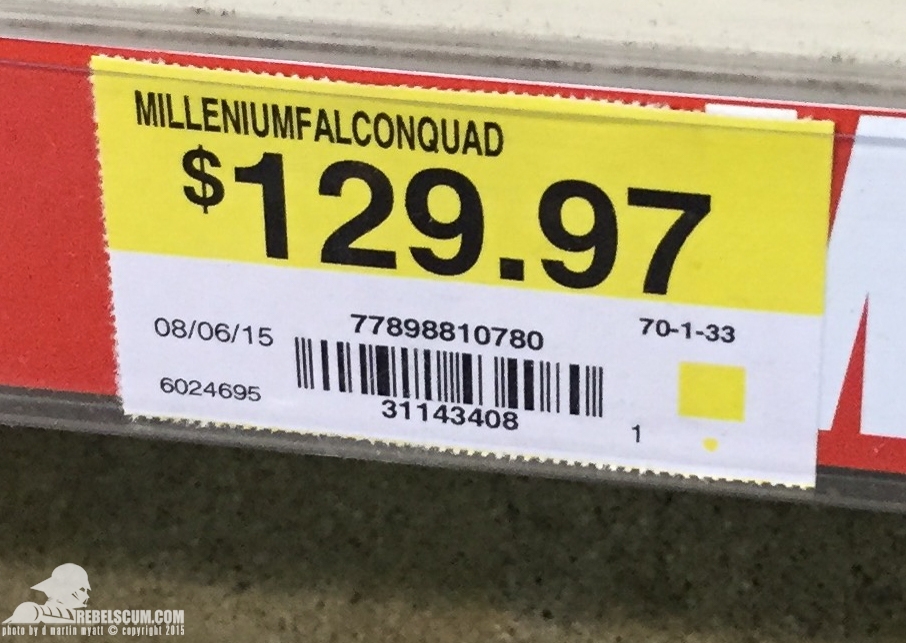 MILLENIUMFALCONQUAD
$129.97
08/06/15 77898810780 70-1-33
6024695 31143408 1
REBELSCUM.COM
photo by d martin myatt © copyright 2015